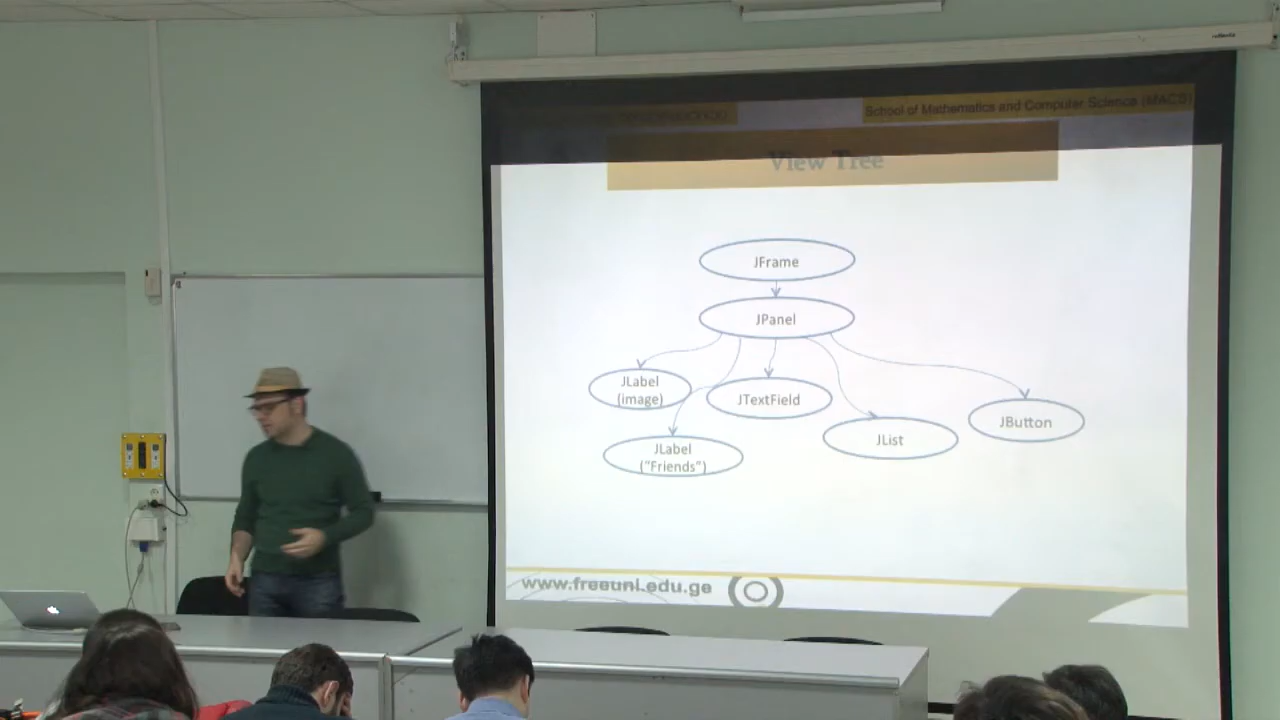 School of Mathematics and Computer Science (MACS)
View Tree
JFrame
JPanel
JLabel
(image)
JTextField
JLabel
("Friends")
JList
JButton
www.freeuni.edu.ge